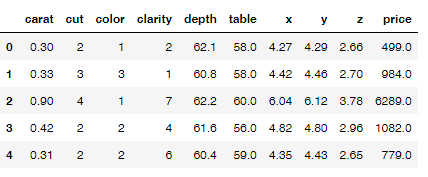 carat cut color clarity depth table x y z price
0 0.30 2 1 2 62.1 58.0 4.27 4.29 2.66 499.0
1 0.33 3 3 1 60.8 58.0 4.42 4.46 2.70 984.0
2 0.90 4 1 7 62.2 60.0 6.04 6.12 3.78 6289.0
3 0.42 2 2 4 61.6 56.0 4.82 4.80 2.96 1082.0
4 0.31 2 2 6 60.4 59.0 4.35 4.43 2.65 779.0